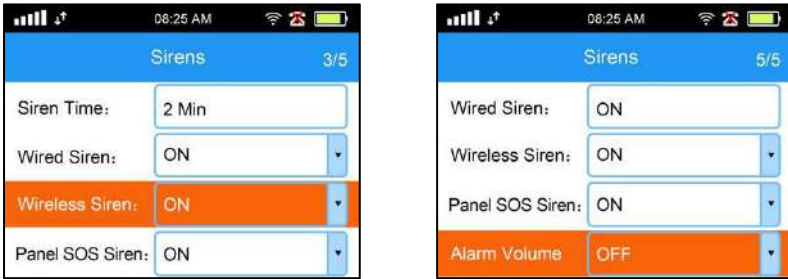 08:25 AM
Sirens 3/5
Siren Time: 2 Min
Wired Siren: ON
Wireless Siren: ON
Panel SOS Siren: ON
08:25 AM
Sirens 5/5
Wired Siren: ON
Wireless Siren: ON
Panel SOS Siren: ON
Alarm Volume OFF